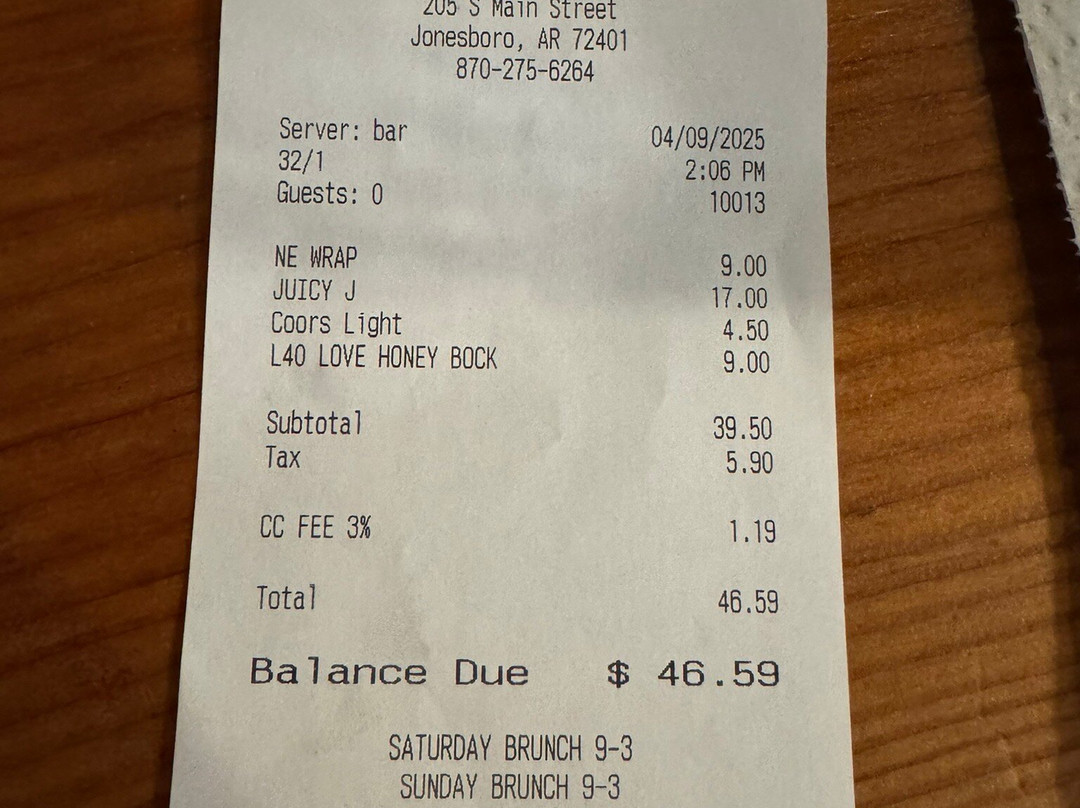 205 S Main Street
Jonesboro, AR 72401
870-275-6264
Server: bar 04/09/2025
32/1 2:06 PM
Guests: 0 10013
NE WRAP 9.00
JUICY J 17.00
Coors Light 4.50
L40 LOVE HONEY BOCK 9.00
Subtotal 39.50
Tax 5.90
CC FEE 3% 1.19
Total 46.59
Balance Due $ 46.59
SATURDAY BRUNCH 9-3
SUNDAY BRUNCH 9-3